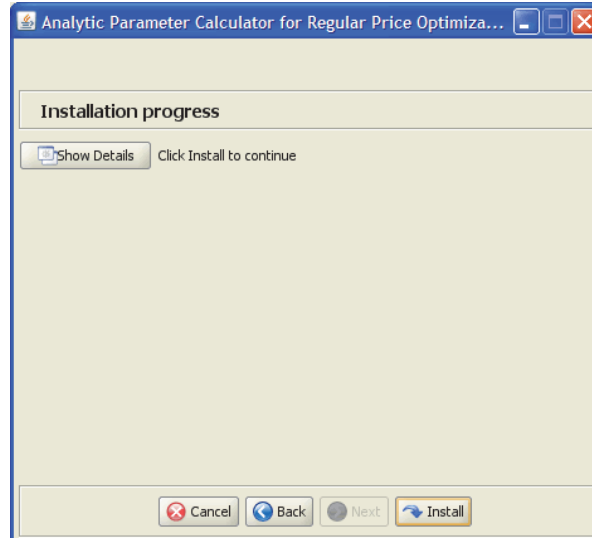 Analytic Parameter Calculator for Regular Price Optimiza...
Installation progress
Show Details Click Install to continue
Cancel Back Next Install